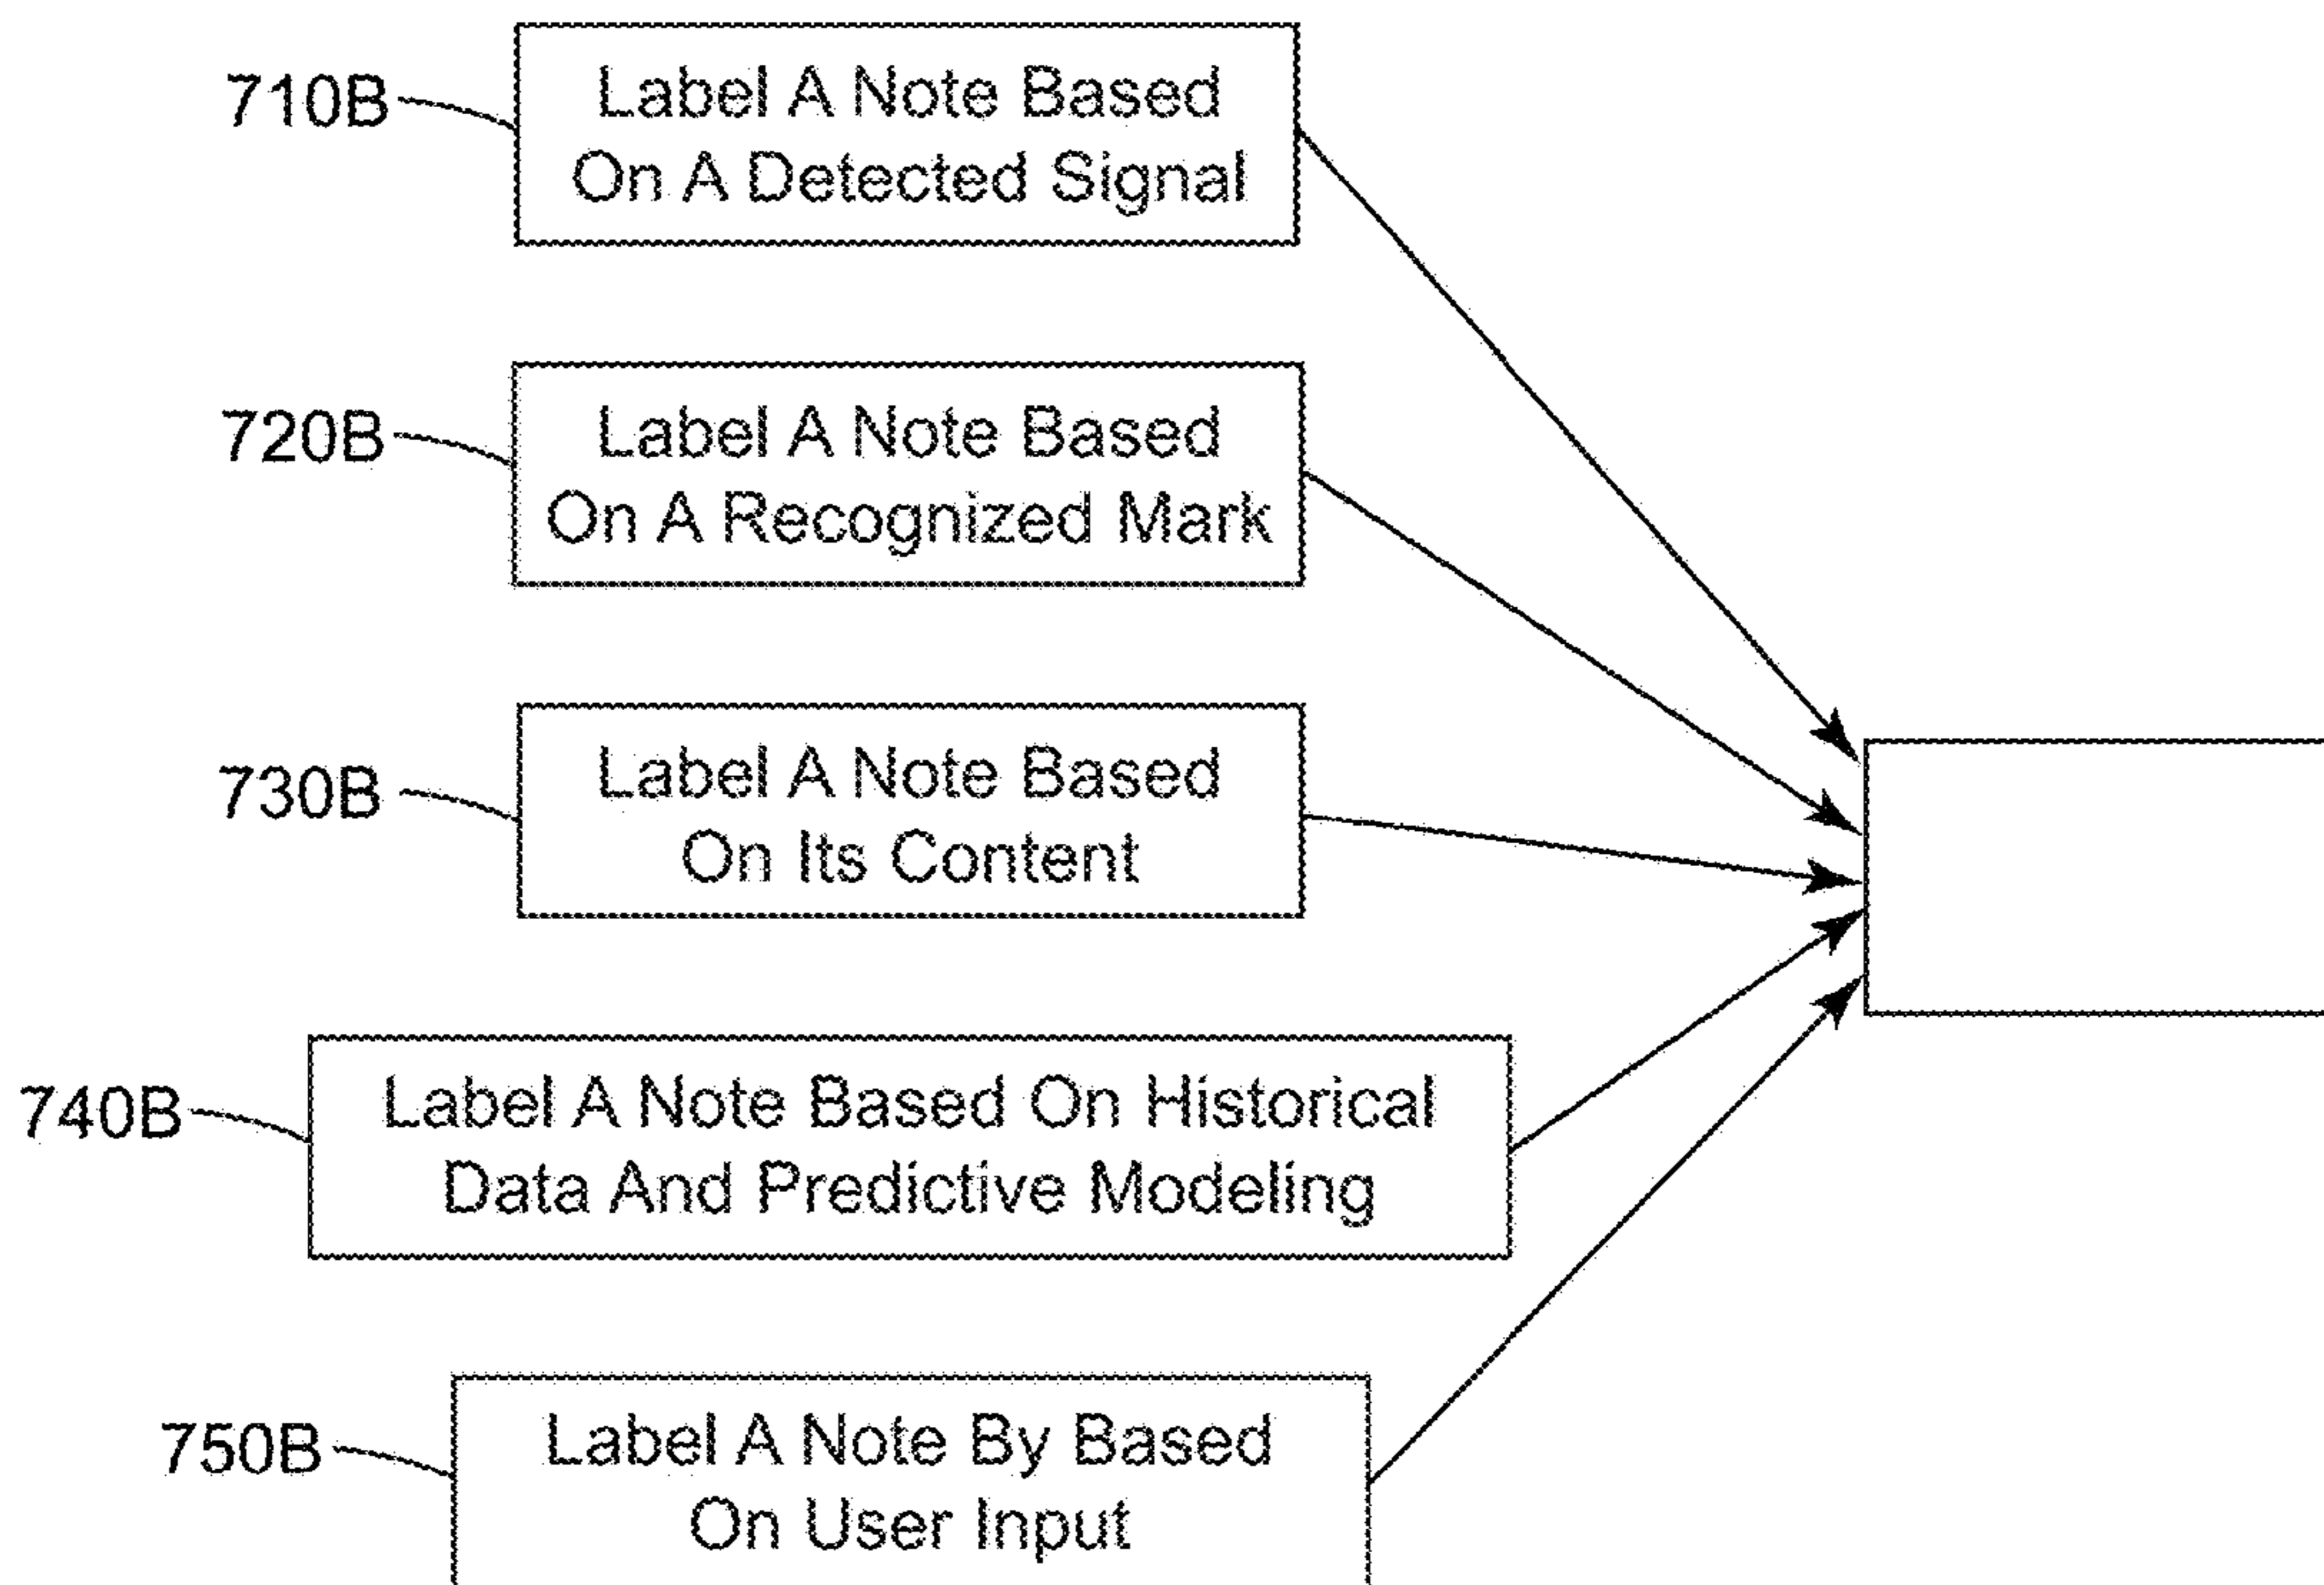 710B
Label A Note Based
On A Detected Signal
720B
Label A Note Based
On A Recognized Mark
730B
Label A Note Based
On Its Content
740B
Label A Note Based On Historical
Data And Predictive Modeling
750B
Label A Note By Based
On User Input